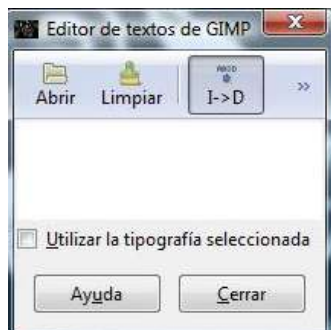 Editor de textos de GIMP
Abrir Limpiar I->D »
Utilizar la tipografía seleccionada
Ayuda Cerrar